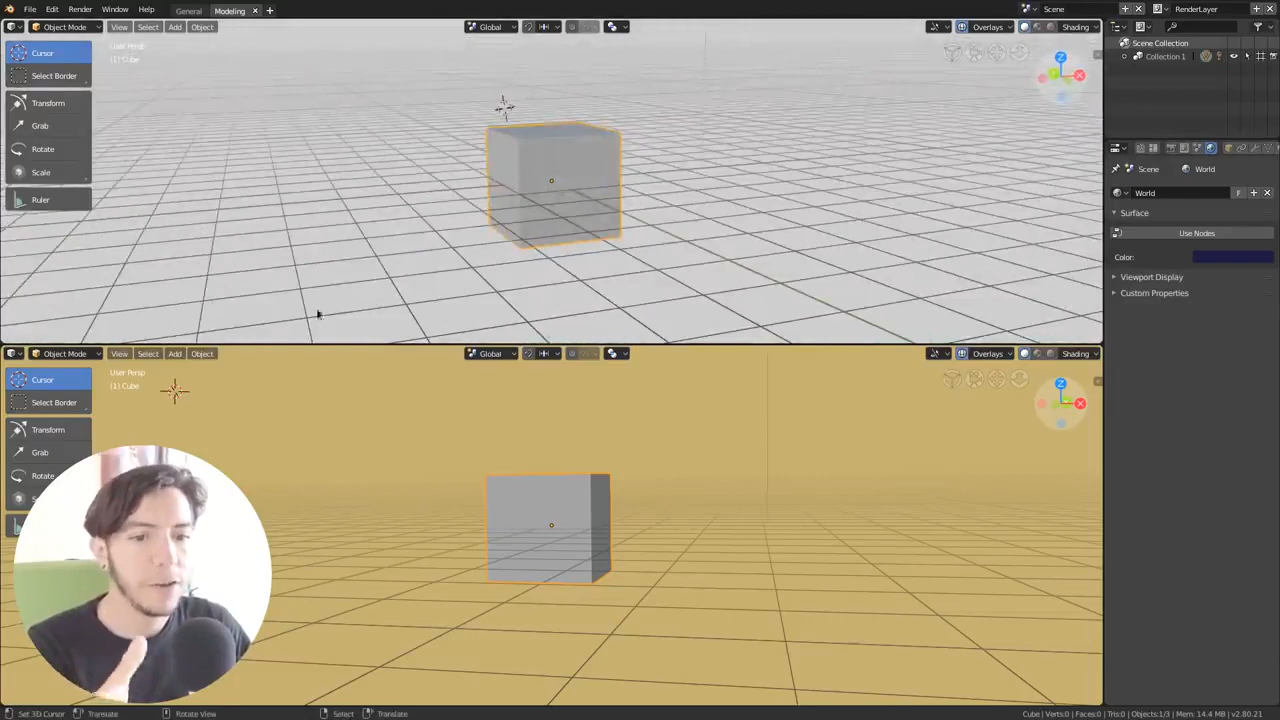 File Edit Render Window Help General Modeling Scene RenderLayer
Object Mode View Select Add Object Global Overlays Shading
Scene Collection
Collection 1
Cursor
Select Border
Transform
Grab
Rotate
Scale
Ruler
User Persp
(1) Cube
Z
Scene World
World F
Surface
Use Nodes
Color:
Viewport Display
Custom Properties
Object Mode View Select Add Object Global Overlays Shading
Cursor
Select Border
Transform
Grab
Rotate
User Persp
(1) Cube
Z
X
Set 3D Cursor Translate Rotate View Select Translate Cube | Verts:0 | Faces:0 | Tris:0 | Objects:1/3 | Mem: 14.4 MB | v2.80.21